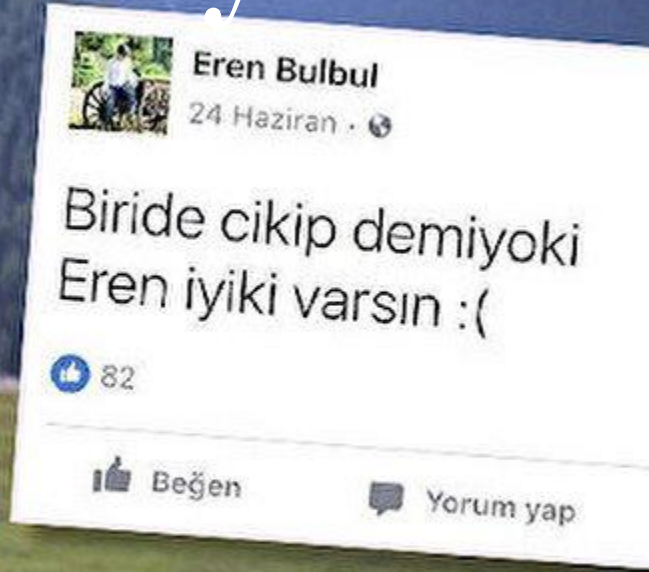 Eren Bulbul
24 Haziran ·
Biride cikip demiyoki
Eren iyiki varsın :(
82
Beğen
Yorum yap